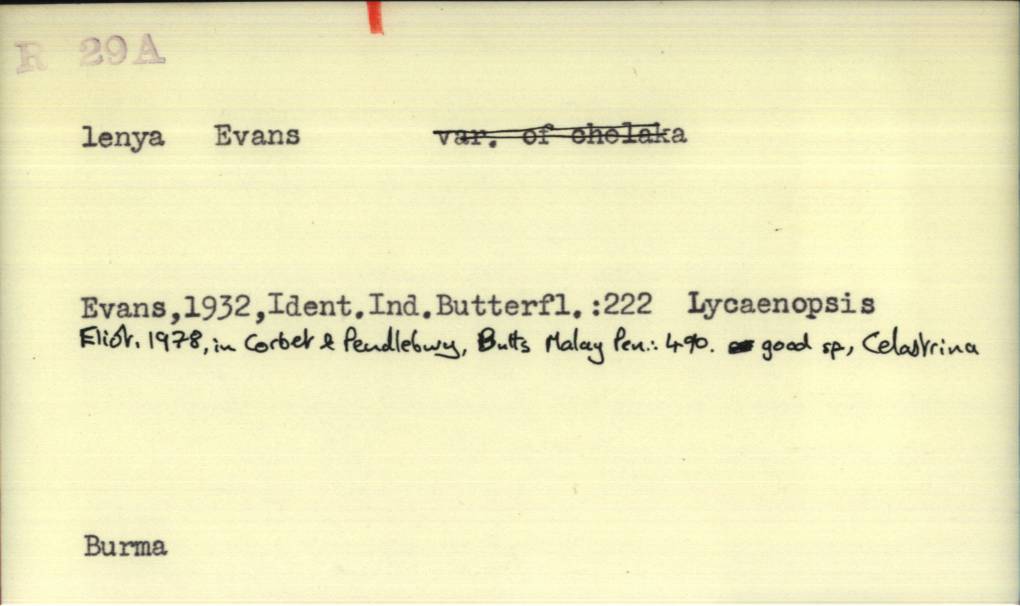 R 29A
lenya Evans var. of cholaka
Evans,1932,Ident.Ind.Butterfl.:222 Lycaenopsis
Eliot. 1978, in Corbet & Pendlebury, Butts Malay Pen.: 490. good sp, Celastrina
Burma